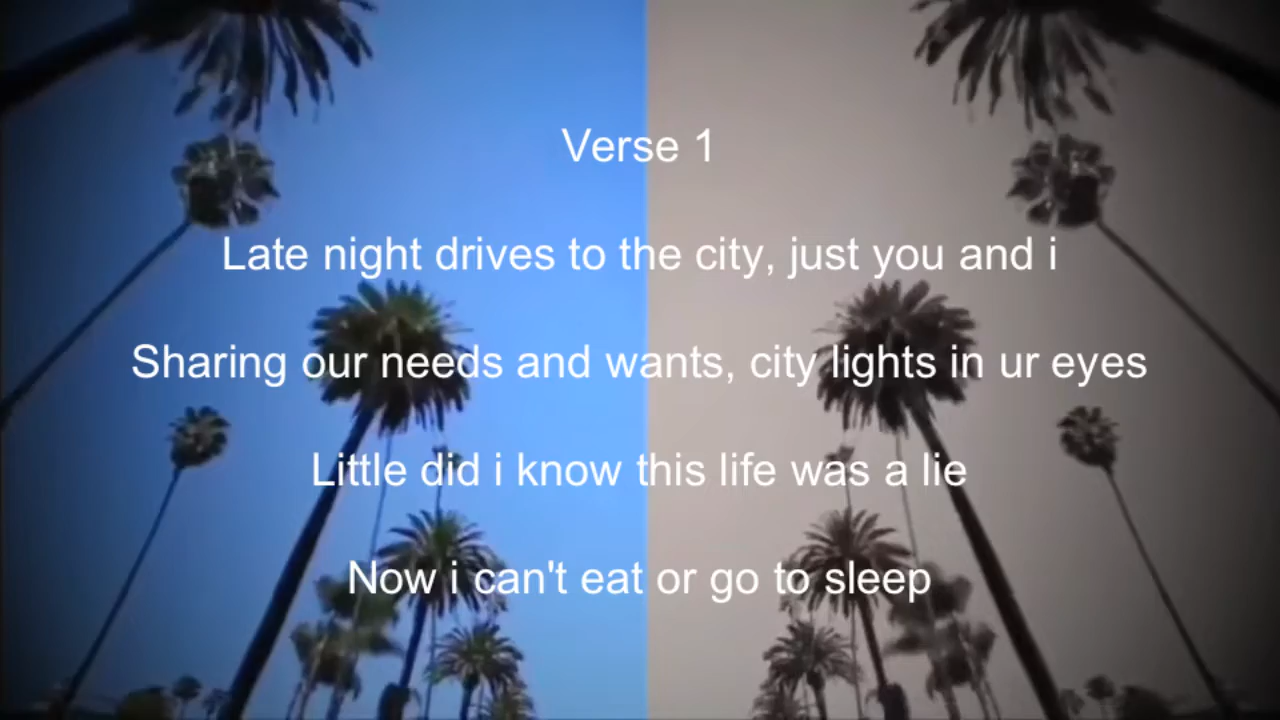 Verse 1
Late night drives to the city, just you and i
Sharing our needs and wants, city lights in ur eyes
Little did i know this life was a lie
Now i can't eat or go to sleep